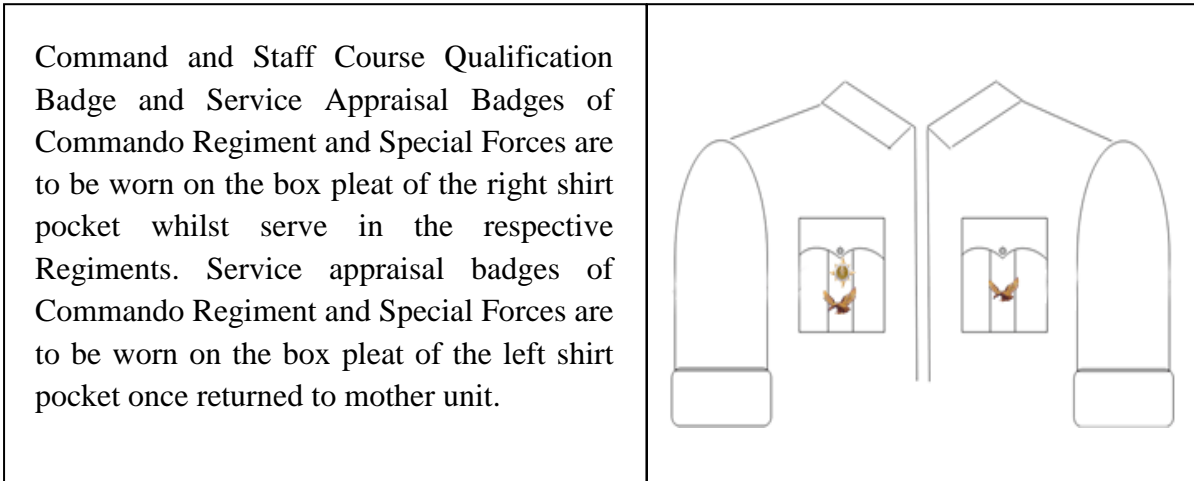 Command and Staff Course Qualification
Badge and Service Appraisal Badges of
Commando Regiment and Special Forces are
to be worn on the box pleat of the right shirt
pocket whilst serve in the respective
Regiments. Service appraisal badges of
Commando Regiment and Special Forces are
to be worn on the box pleat of the left shirt
pocket once returned to mother unit.